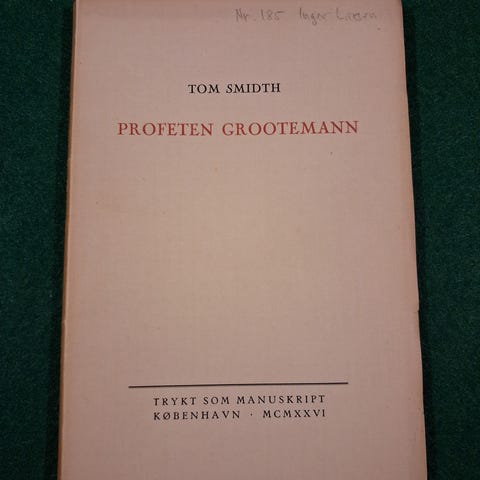 Nr. 185 Inger Larsen
TOM SMIDTH
PROFETEN GROOTEMANN
TRYKT SOM MANUSKRIPT
KØBENHAVN · MCMXXVI